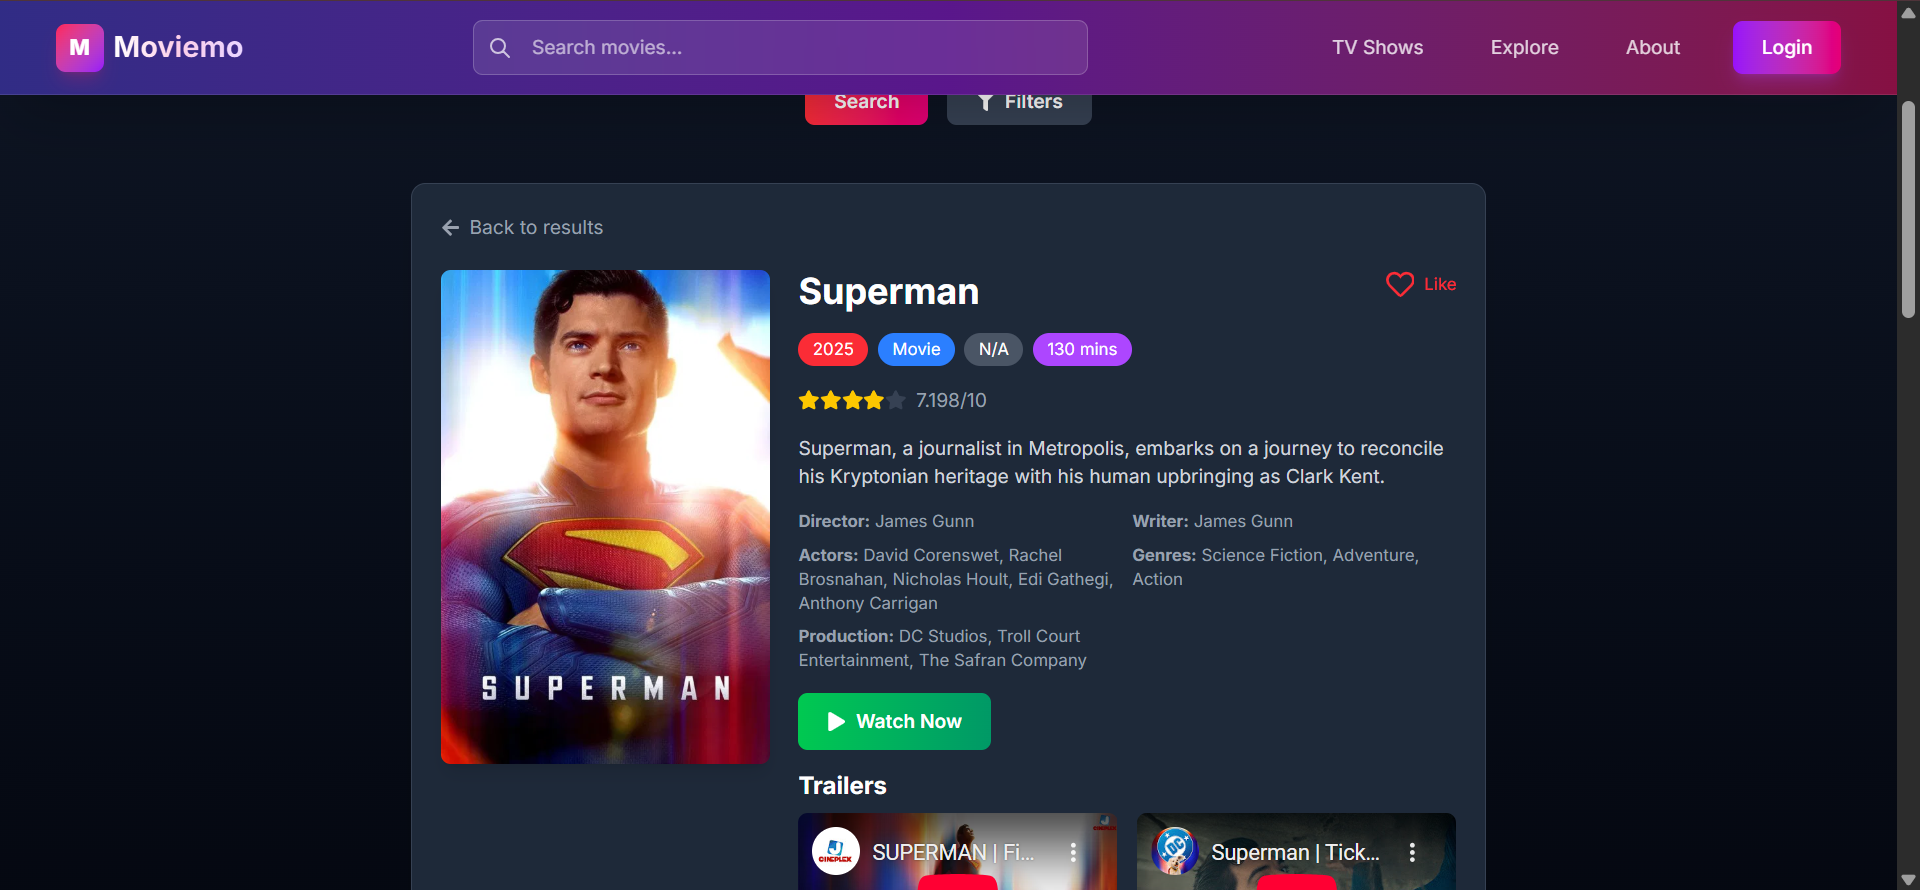 M Moviemo
Search movies...
TV Shows
Explore
About
Login
Search
Filters
Back to results
Superman
Like
2025
Movie
N/A
130 mins
7.198/10
Superman, a journalist in Metropolis, embarks on a journey to reconcile
his Kryptonian heritage with his human upbringing as Clark Kent.
Director: James Gunn
Writer: James Gunn
Actors: David Corenswet, Rachel
Brosnahan, Nicholas Hoult, Edi Gathegi,
Anthony Carrigan
Genres: Science Fiction, Adventure,
Action
Production: DC Studios, Troll Court
Entertainment, The Safran Company
SUPERMAN
Watch Now
Trailers
J
CINEPLEX
SUPERMAN | Fi...
J
CINEPLEX
DC
Superman | Tick...